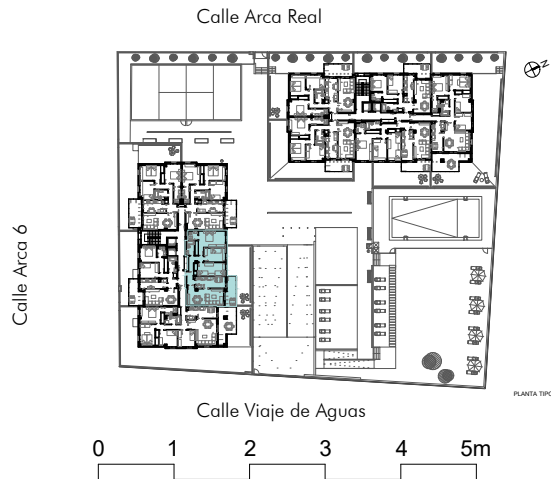 Calle Arca Real
N
Calle Arca 6
PLANTA TIPO
Calle Viaje de Aguas
0 1 2 3 4 5m